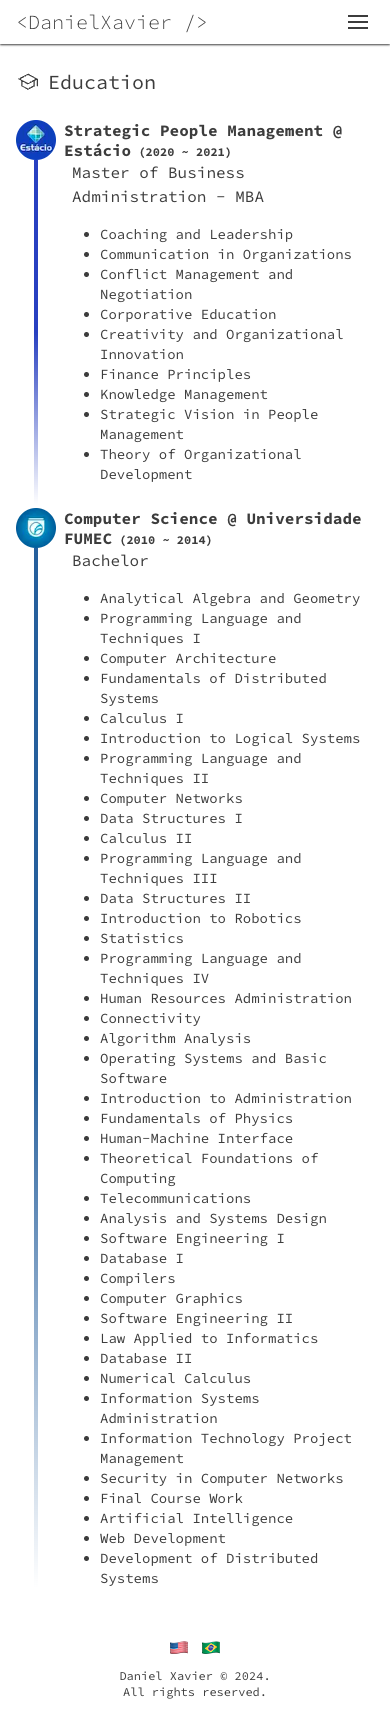 <DanielXavier />
Education
Estácio
Strategic People Management @
Estácio (2020 ~ 2021)
Master of Business
Administration - MBA
Coaching and Leadership
Communication in Organizations
Conflict Management and
Negotiation
Corporative Education
Creativity and Organizational
Innovation
Finance Principles
Knowledge Management
Strategic Vision in People
Management
Theory of Organizational
Development
Computer Science @ Universidade
FUMEC (2010 ~ 2014)
Bachelor
Analytical Algebra and Geometry
Programming Language and
Techniques I
Computer Architecture
Fundamentals of Distributed
Systems
Calculus I
Introduction to Logical Systems
Programming Language and
Techniques II
Computer Networks
Data Structures I
Calculus II
Programming Language and
Techniques III
Data Structures II
Introduction to Robotics
Statistics
Programming Language and
Techniques IV
Human Resources Administration
Connectivity
Algorithm Analysis
Operating Systems and Basic
Software
Introduction to Administration
Fundamentals of Physics
Human-Machine Interface
Theoretical Foundations of
Computing
Telecommunications
Analysis and Systems Design
Software Engineering I
Database I
Compilers
Computer Graphics
Software Engineering II
Law Applied to Informatics
Database II
Numerical Calculus
Information Systems
Administration
Information Technology Project
Management
Security in Computer Networks
Final Course Work
Artificial Intelligence
Web Development
Development of Distributed
Systems
Daniel Xavier © 2024.
All rights reserved.